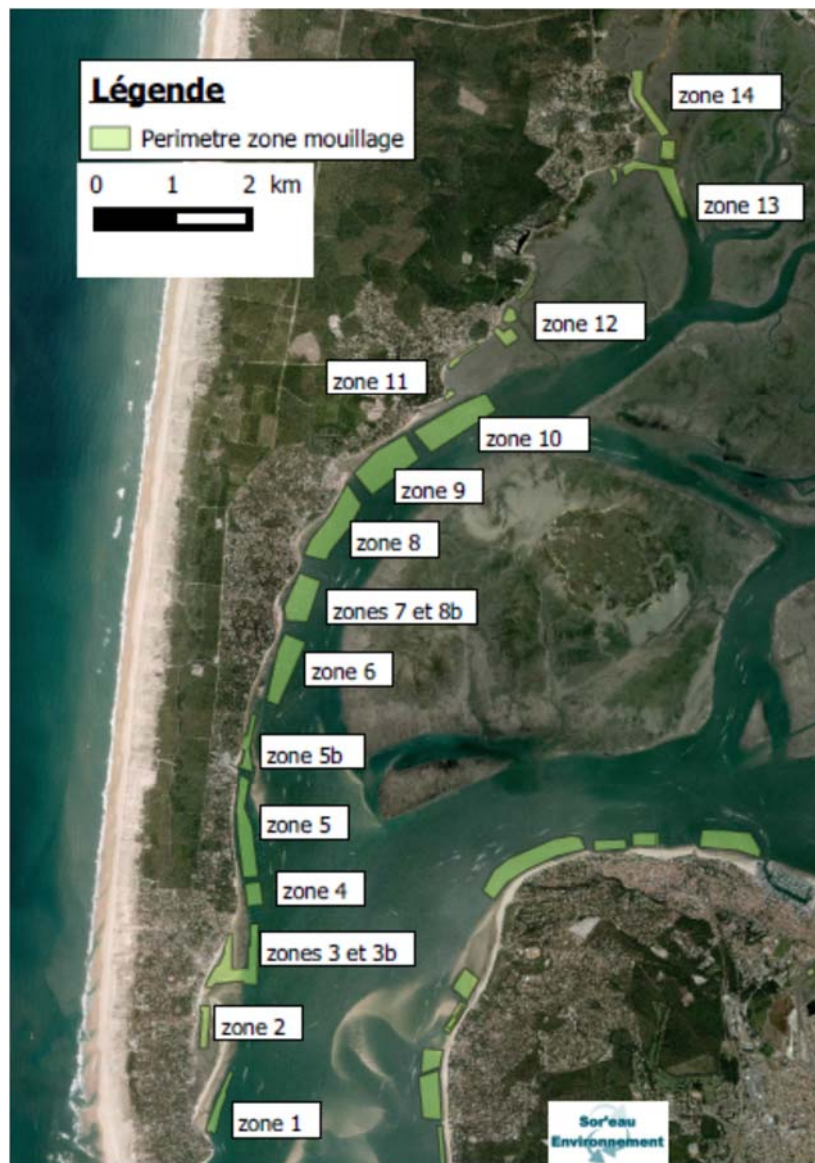 Légende
Perimetre zone mouillage
0 1 2 km
zone 14
zone 13
zone 12
zone 11
zone 10
zone 9
zone 8
zones 7 et 8b
zone 6
zone 5b
zone 5
zone 4
zones 3 et 3b
zone 2
zone 1
Sor'eau
Environnement